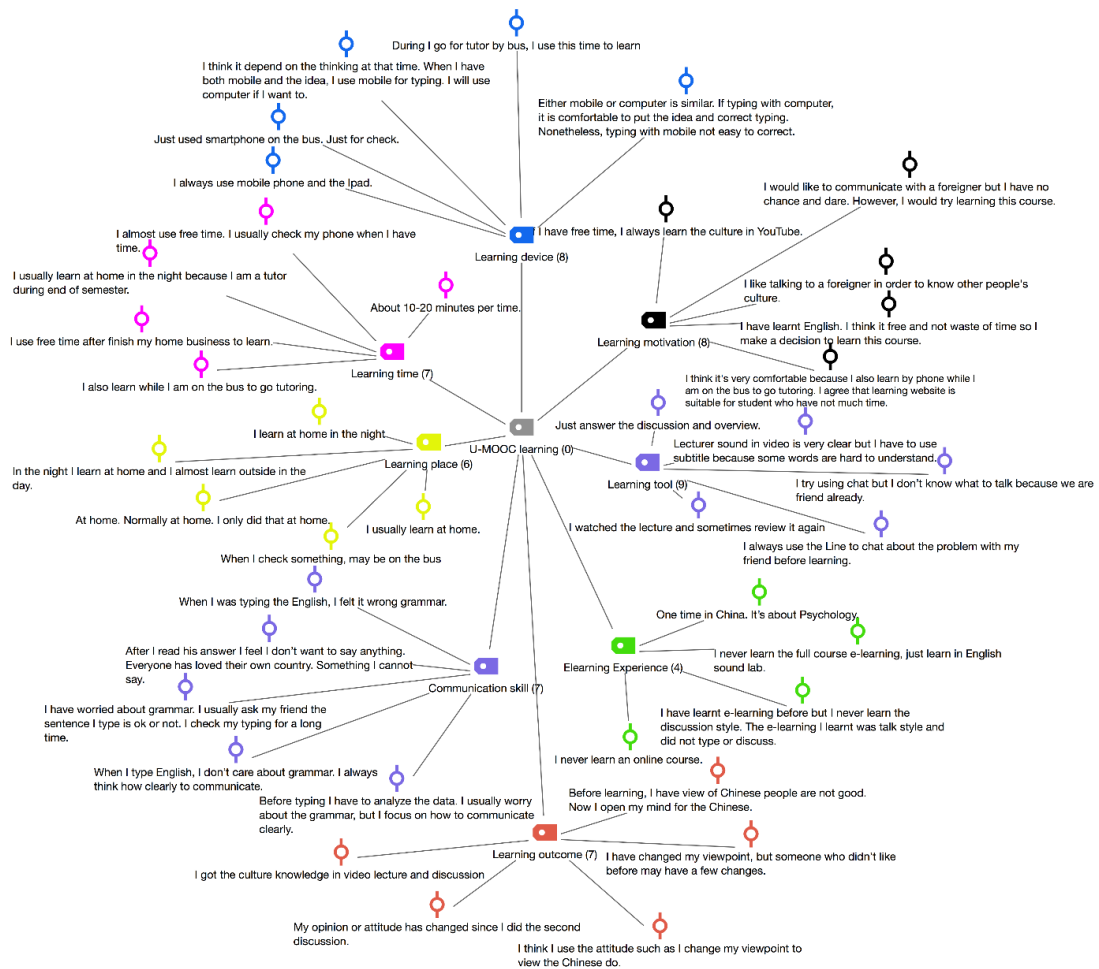 During I go for tutor by bus, I use this time to learn
I think it depend on the thinking at that time. When I have
both mobile and the idea, I use mobile for typing. I will use
computer if I want to.
Either mobile or computer is similar. If typing with computer,
it is comfortable to put the idea and correct typing.
Nonetheless, typing with mobile not easy to correct.
Just used smartphone on the bus. Just for check.
I always use mobile phone and the Ipad.
I would like to communicate with a foreigner but I have no
chance and dare. However, I would try learning this course.
I almost use free time. I usually check my phone when I have
time.
I have free time, I always learn the culture in YouTube.
Learning device (8)
I usually learn at home in the night because I am a tutor
during end of semester.
I like talking to a foreigner in order to know other people's
culture.
About 10-20 minutes per time.
I have learnt English. I think it free and not waste of time so I
make a decision to learn this course.
Learning motivation (8)
I use free time after finish my home business to learn.
Learning time (7)
I think it's very comfortable because I also learn by phone while I
am on the bus to go tutoring. I agree that learning website is
suitable for student who have not much time.
I also learn while I am on the bus to go tutoring.
Just answer the discussion and overview.
I learn at home in the night
U-MOOC learning (0)
Lecturer sound in video is very clear but I have to use
subtitle because some words are hard to understand.
Learning place (6)
In the night I learn at home and I almost learn outside in the
day.
Learning tool (9)
I try using chat but I don't know what to talk because we are
friend already.
At home. Normally at home. I only did that at home.
I usually learn at home.
I watched the lecture and sometimes review it again
I always use the Line to chat about the problem with my
friend before learning.
When I check something, may be on the bus
When I was typing the English, I felt it wrong grammar.
One time in China. It's about Psychology.
After I read his answer I feel I don't want to say anything.
Everyone has loved their own country. Something I cannot
say.
I never learn the full course e-learning, just learn in English
sound lab.
Elearning Experience (4)
Communication skill (7)
I have worried about grammar. I usually ask my friend the
sentence I type is ok or not. I check my typing for a long
time.
I have learnt e-learning before but I never learn the
discussion style. The e-learning I learnt was talk style and
did not type or discuss.
I never learn an online course.
When I type English, I don't care about grammar. I always
think how clearly to communicate.
Before typing I have to analyze the data. I usually worry
about the grammar, but I focus on how to communicate
clearly.
Before learning, I have view of Chinese people are not good.
Now I open my mind for the Chinese.
Learning outcome (7)
I have changed my viewpoint, but someone who didn't like
before may have a few changes.
I got the culture knowledge in video lecture and discussion
My opinion or attitude has changed since I did the second
discussion.
I think I use the attitude such as I change my viewpoint to
view the Chinese do.